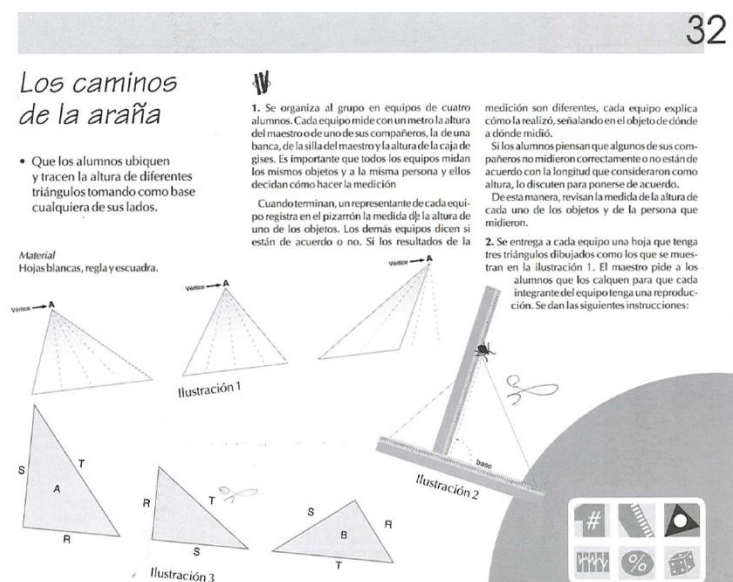 32
Los caminos
de la araña
• Que los alumnos ubiquen
y tracen la altura de diferentes
triángulos tomando como base
cualquiera de sus lados.
Material
Hojas blancas, regla y escuadra.
1. Se organiza al grupo en equipos de cuatro
alumnos. Cada equipo mide con un metro la altura
del maestro o de uno de sus compañeros, la de una
banca, de la silla del maestro y la altura de la caja de
gises. Es importante que todos los equipos midan
los mismos objetos y a la misma persona y ellos
decidan cómo hacer la medición
Cuando terminan, un representante de cada equi-
po registra en el pizarrón la medida de la altura de
uno de los objetos. Los demás equipos dicen si
están de acuerdo o no. Si los resultados de la
medición son diferentes, cada equipo explica
cómo la realizó, señalando en el objeto de dónde
a dónde midió.
Si los alumnos piensan que algunos de sus com-
pañeros no midieron correctamente o no están de
acuerdo con la longitud que consideraron como
altura, lo discuten para ponerse de acuerdo.
De esta manera, revisan la medida de la altura de
cada uno de los objetos y de la persona que
midieron.
2. Se entrega a cada equipo una hoja que tenga
tres triángulos dibujados como los que se mues-
tran en la ilustración 1. El maestro pide a los
alumnos que los calquen para que cada
integrante del equipo tenga una reproduc-
ción. Se dan las siguientes instrucciones:
Vértice A
Vértice A
Vértice A
Ilustración 1
base
Ilustración 2
S
T
A
R
R
T
S
S
R
B
T
Ilustración 3
#
%